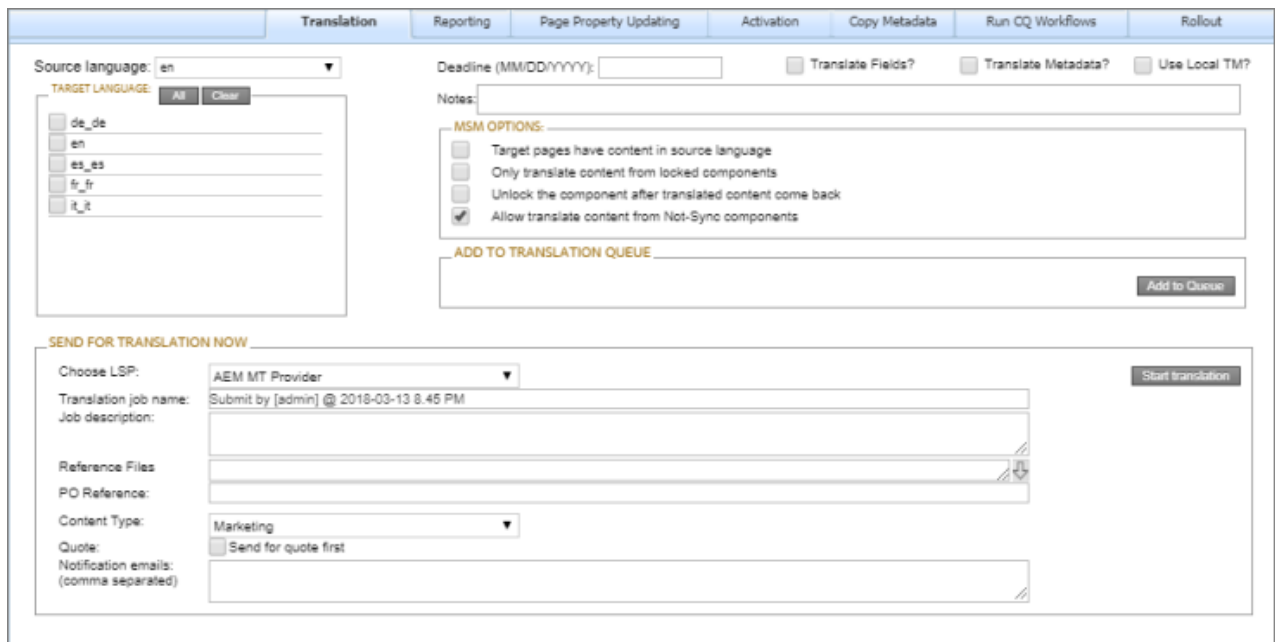 Translation Reporting Page Property Updating Activation Copy Metadata Run CQ Workflows Rollout
Source language: en
Deadline (MM/DD/YYYY): Translate Fields? Translate Metadata? Use Local TM?
TARGET LANGUAGE: All Clear
Notes:
de_de
en
es_es
fr_fr
it_it
MSM OPTIONS:
Target pages have content in source language
Only translate content from locked components
Unlock the component after translated content come back
Allow translate content from Not-Sync components
ADD TO TRANSLATION QUEUE
Add to Queue
SEND FOR TRANSLATION NOW
Choose LSP: AEM MT Provider
Start translation
Translation job name: Submit by [admin] @ 2018-03-13 8.45 PM
Job description:
Reference Files
PO Reference:
Content Type: Marketing
Quote: Send for quote first
Notification emails:
(comma separated)